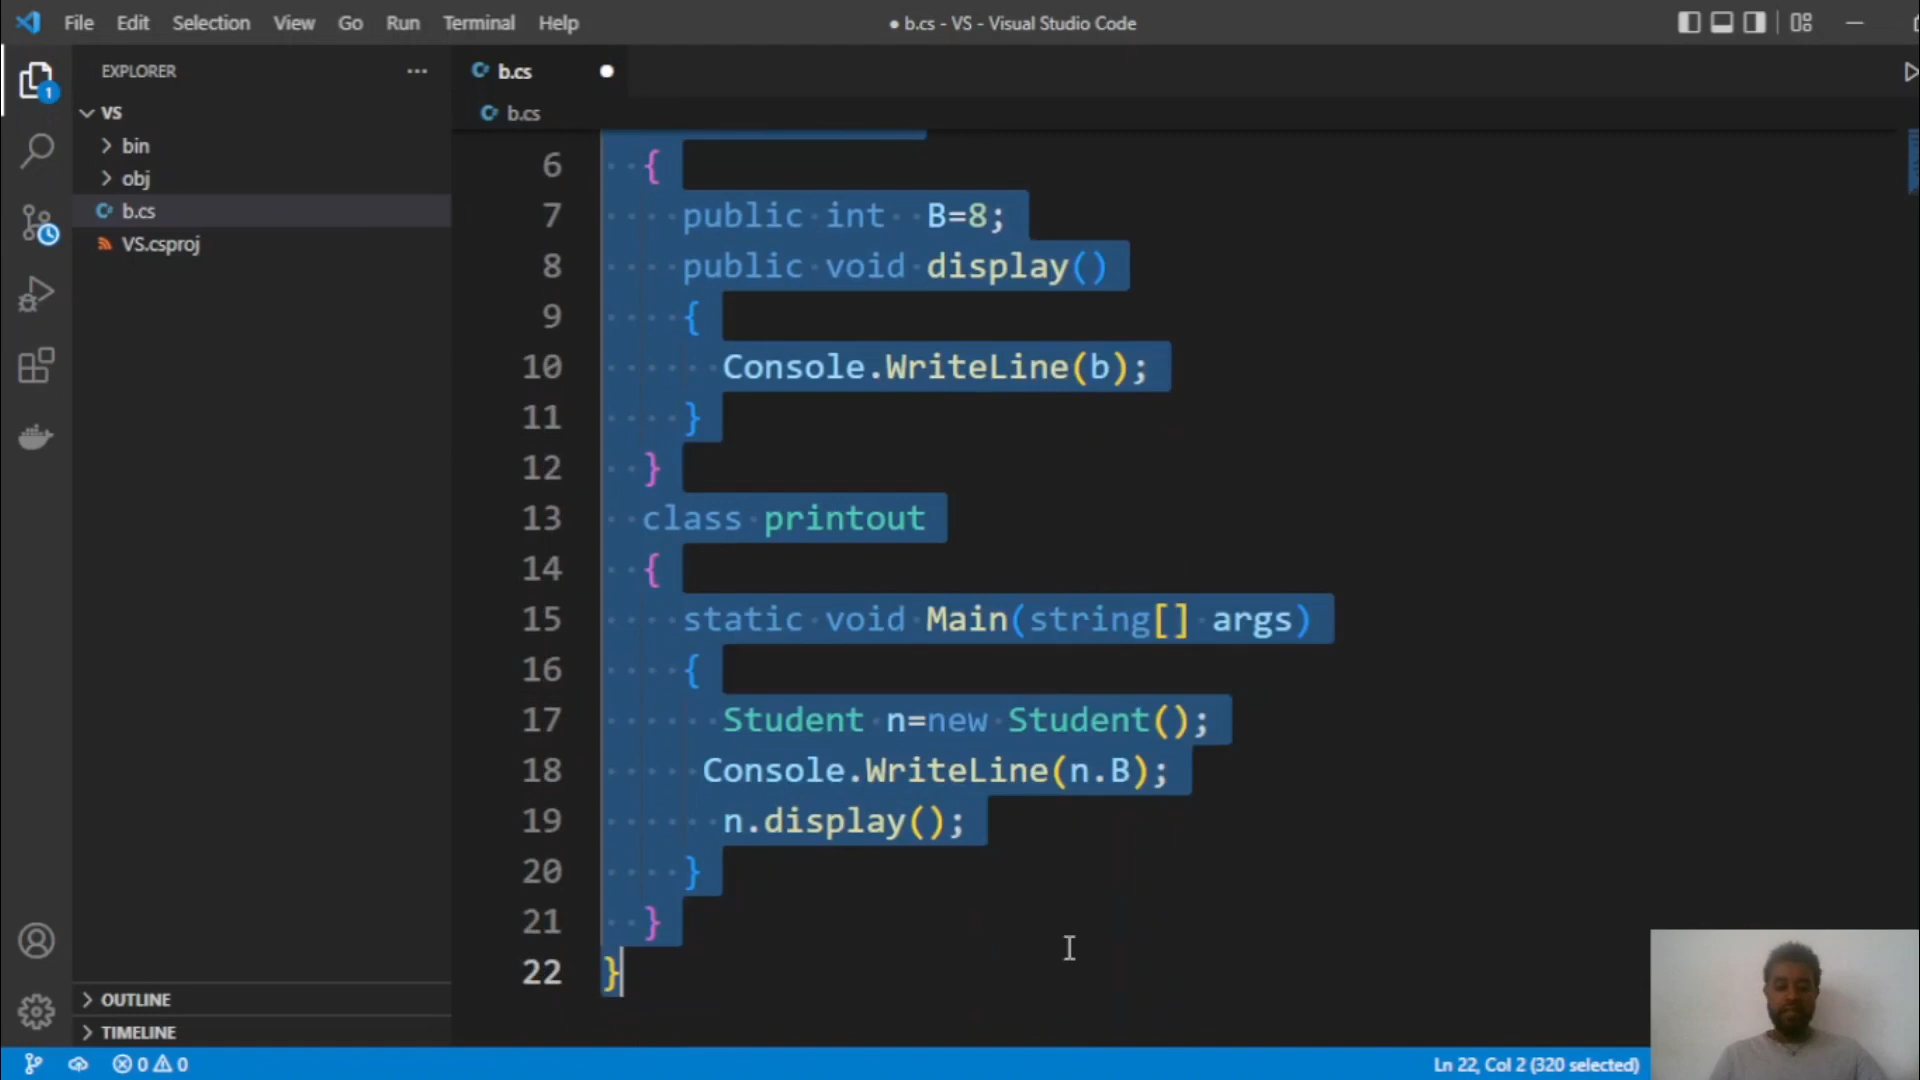 File Edit Selection View Go Run Terminal Help
● b.cs - VS - Visual Studio Code
EXPLORER ···
b.cs ●
1
VS
b.cs
bin
obj
b.cs
VS.csproj
6 {
7 public int B=8;
8 public void display()
9 {
10 Console.WriteLine(b);
11 }
12 }
13 class printout
14 {
15 static void Main(string[] args)
16 {
17 Student n=new Student();
18 Console.WriteLine(n.B);
19 n.display();
20 }
21 }
22 }
OUTLINE
TIMELINE
0 0
Ln 22, Col 2 (320 selected)